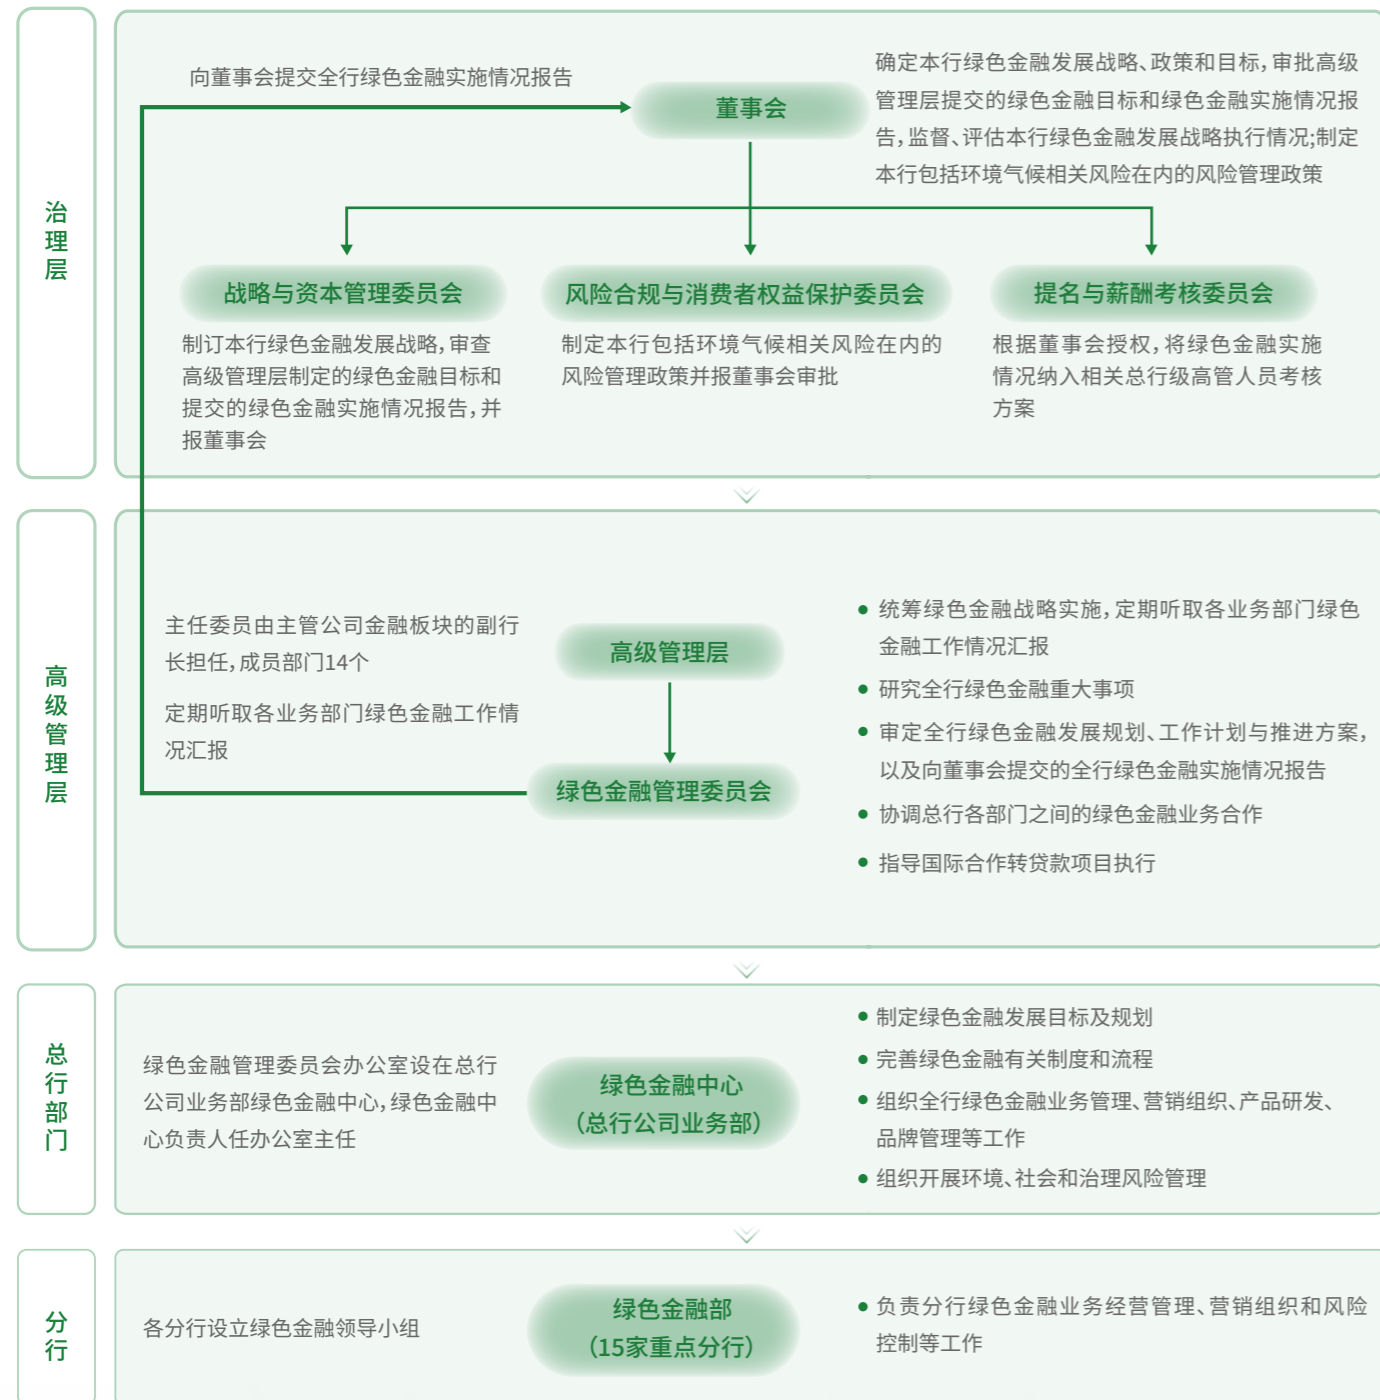 治理层
向董事会提交全行绿色金融实施情况报告
董事会
确定本行绿色金融发展战略、政策和目标,审批高级
管理层提交的绿色金融目标和绿色金融实施情况报
告,监督、评估本行绿色金融发展战略执行情况;制定
本行包括环境气候相关风险在内的风险管理政策
战略与资本管理委员会
制订本行绿色金融发展战略,审查
高级管理层制定的绿色金融目标和
提交的绿色金融实施情况报告,并
报董事会
风险合规与消费者权益保护委员会
制定本行包括环境气候相关风险在内的
风险管理政策并报董事会审批
提名与薪酬考核委员会
根据董事会授权,将绿色金融实施
情况纳入相关总行级高管人员考核
方案
高级管理层
主任委员由主管公司金融板块的副行
长担任,成员部门14个
定期听取各业务部门绿色金融工作情
况汇报
高级管理层
绿色金融管理委员会
● 统筹绿色金融战略实施,定期听取各业务部门绿色
金融工作情况汇报
● 研究全行绿色金融重大事项
● 审定全行绿色金融发展规划、工作计划与推进方案,
以及向董事会提交的全行绿色金融实施情况报告
● 协调总行各部门之间的绿色金融业务合作
● 指导国际合作转贷款项目执行
总行部门
绿色金融管理委员会办公室设在总行
公司业务部绿色金融中心,绿色金融中
心负责人任办公室主任
绿色金融中心
（总行公司业务部）
● 制定绿色金融发展目标及规划
● 完善绿色金融有关制度和流程
● 组织全行绿色金融业务管理、营销组织、产品研发、
品牌管理等工作
● 组织开展环境、社会和治理风险管理
分行
各分行设立绿色金融领导小组
绿色金融部
（15家重点分行）
● 负责分行绿色金融业务经营管理、营销组织和风险
控制等工作